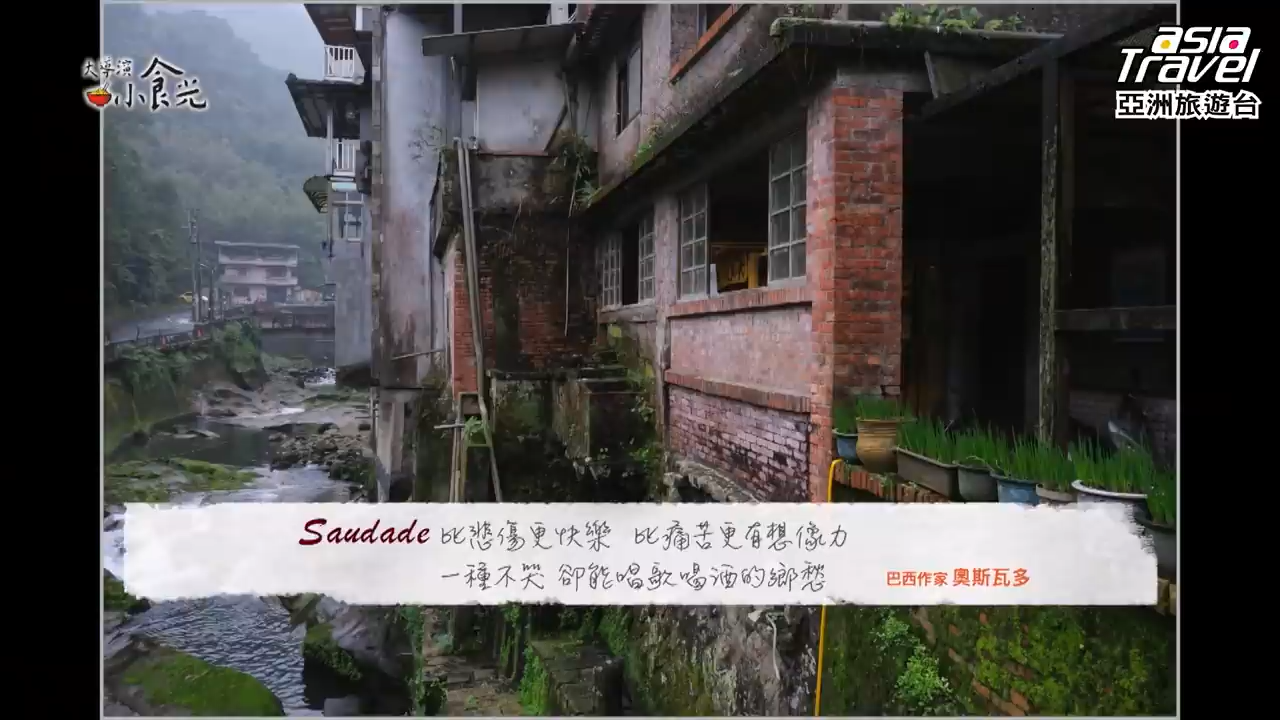 大導演
小食光
asia
Travel
亞洲旅遊台
Saudade 比悲傷更快樂 比痛苦更有想像力
一種不哭 卻能唱歌喝酒的鄉愁
巴西作家 奧斯瓦多